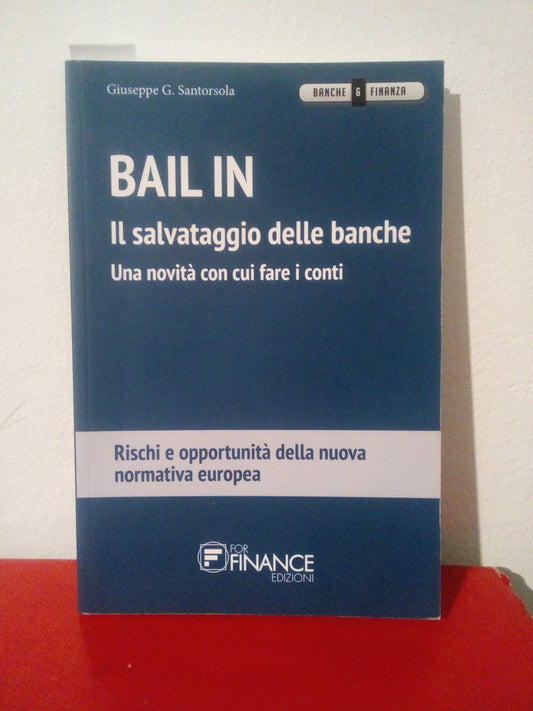 Giuseppe G. Santorsola
BANCHE & FINANZA
BAIL IN
Il salvataggio delle banche
Una novità con cui fare i conti
Rischi e opportunità della nuova
normativa europea
FOR
FINANCE
EDIZIONI